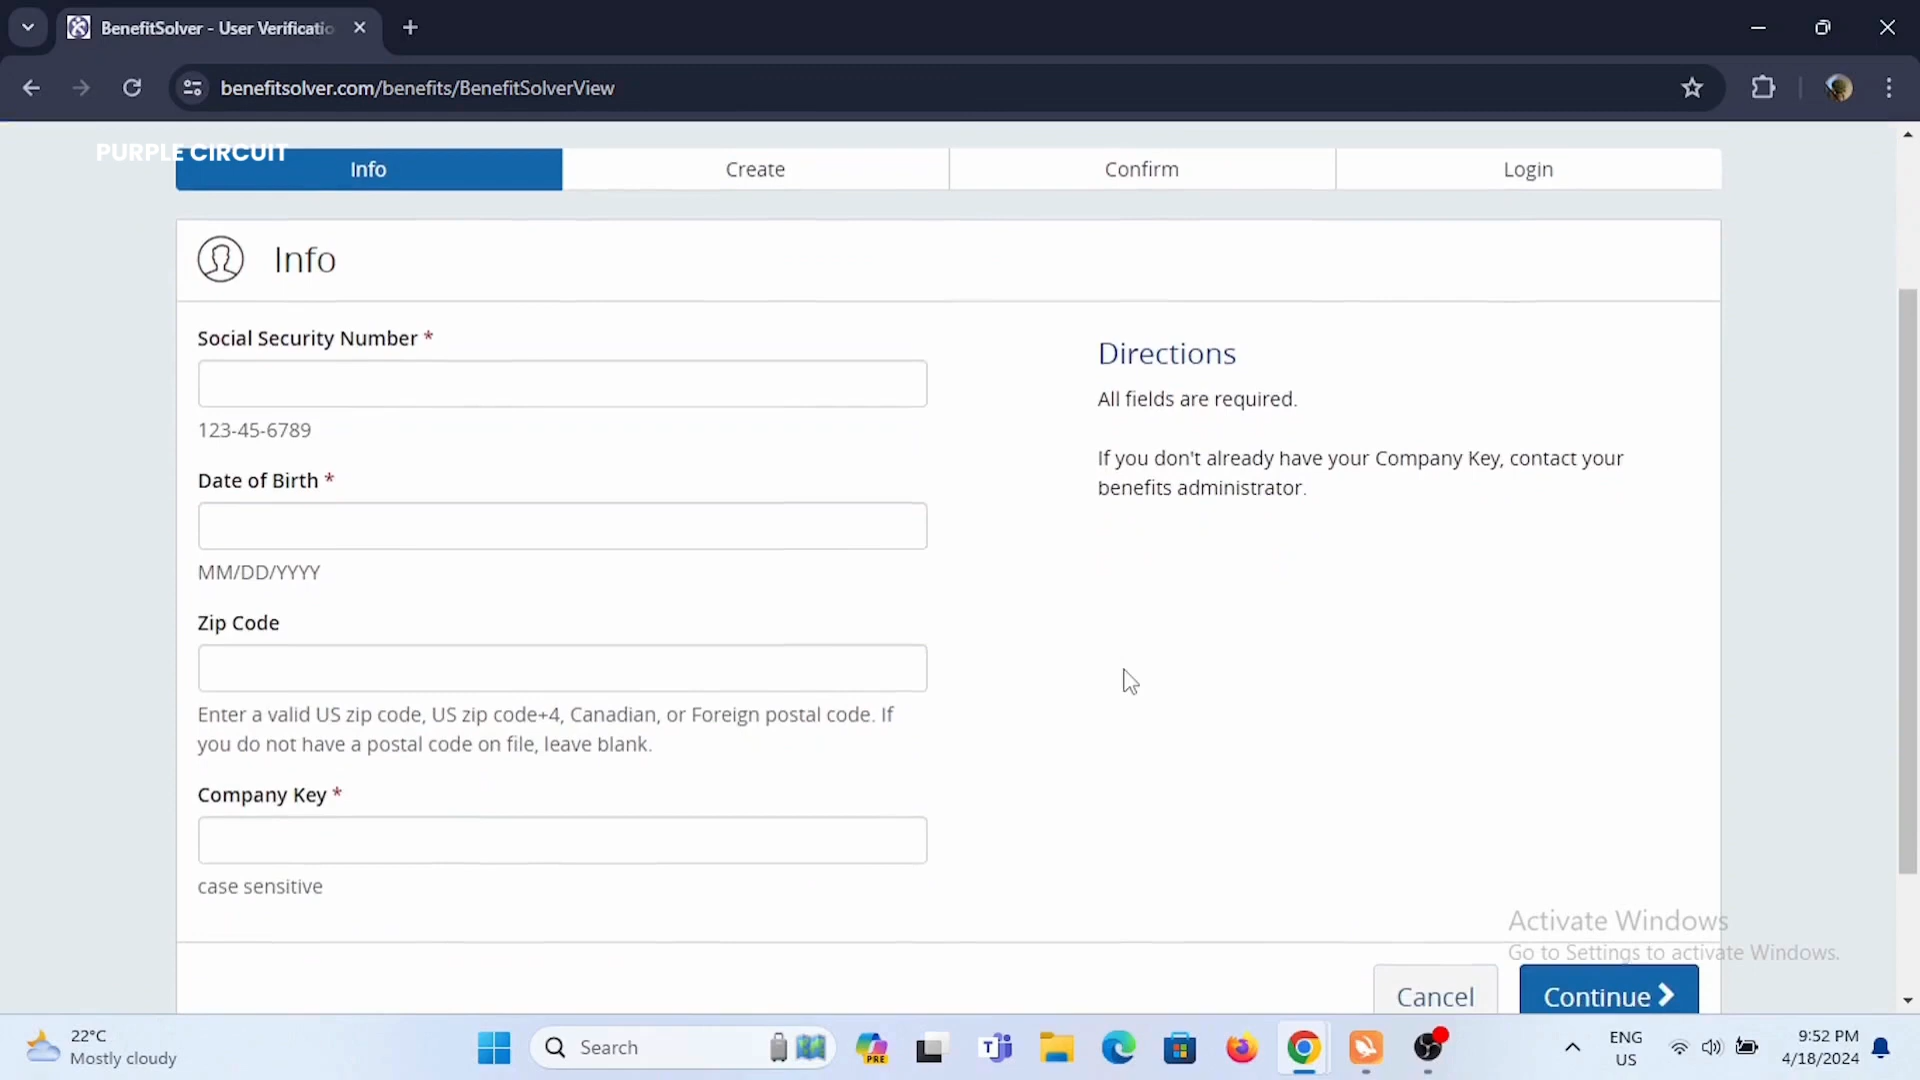 BenefitSolver - User Verificatio
benefitsolver.com/benefits/BenefitSolverView
PURPLE CIRCUIT
Info
Create
Confirm
Login
Info
Social Security Number *
123-45-6789
Date of Birth *
MM/DD/YYYY
Zip Code
Enter a valid US zip code, US zip code+4, Canadian, or Foreign postal code. If
you do not have a postal code on file, leave blank.
Company Key *
case sensitive
Directions
All fields are required.
If you don't already have your Company Key, contact your
benefits administrator.
Activate Windows
Go to Settings to activate Windows.
Cancel
Continue
22°C
Mostly cloudy
Search
PRE
ENG
US
9:52 PM
4/18/2024